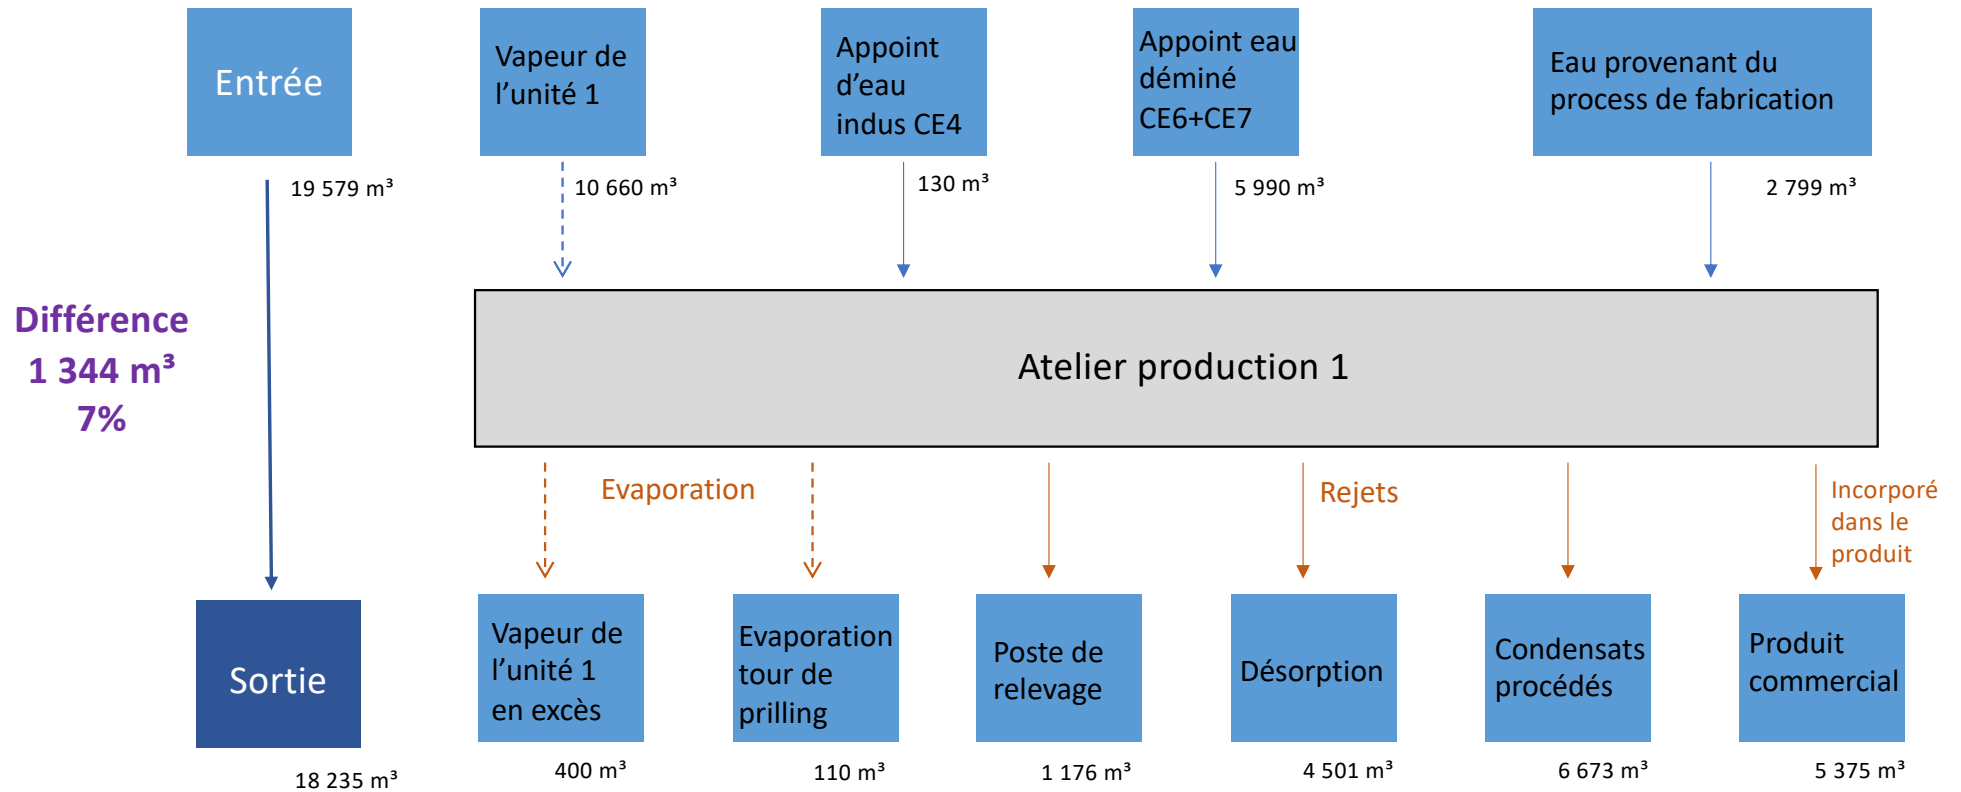 Entrée
19 579 m³
Vapeur de
l’unité 1
10 660 m³
Appoint
d’eau
indus CE4
130 m³
Appoint eau
déminé
CE6+CE7
5 990 m³
Eau provenant du
process de fabrication
2 799 m³
Différence
1 344 m³
7%
Atelier production 1
Evaporation
Rejets
Incorporé
dans le
produit
Sortie
18 235 m³
Vapeur de
l’unité 1
en excès
400 m³
Evaporation
tour de
prilling
110 m³
Poste de
relevage
1 176 m³
Désorption
4 501 m³
Condensats
procédés
6 673 m³
Produit
commercial
5 375 m³